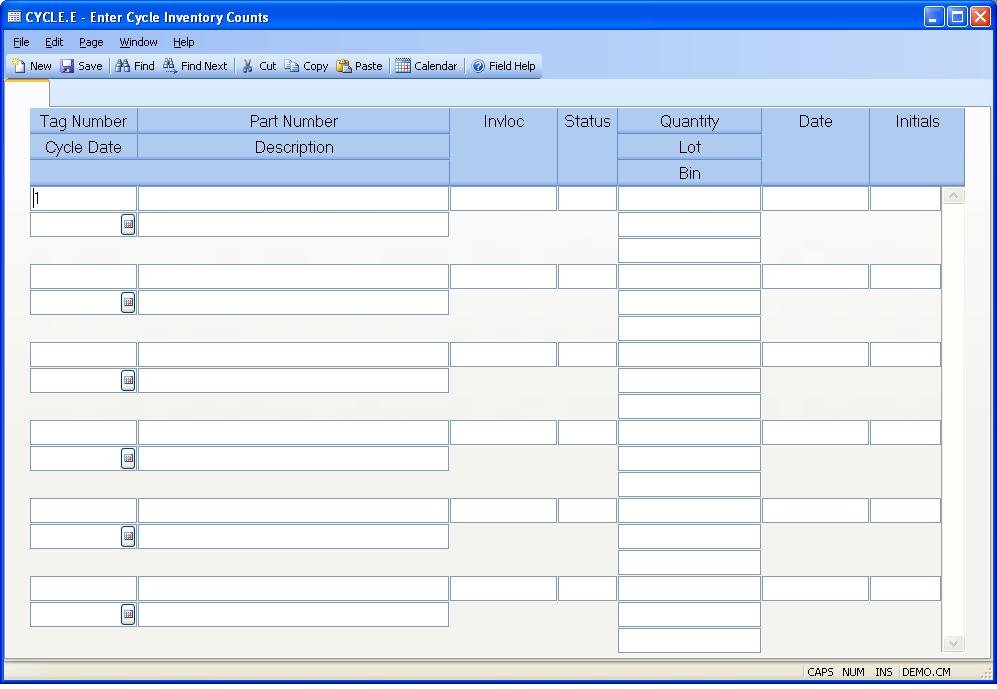 CYCLE.E - Enter Cycle Inventory Counts
File Edit Page Window Help
New Save Find Find Next Cut Copy Paste Calendar Field Help
Tag Number Part Number Invloc Status Quantity Date Initials
Cycle Date Description Lot
Bin
1
CAPS NUM INS DEMO.CM